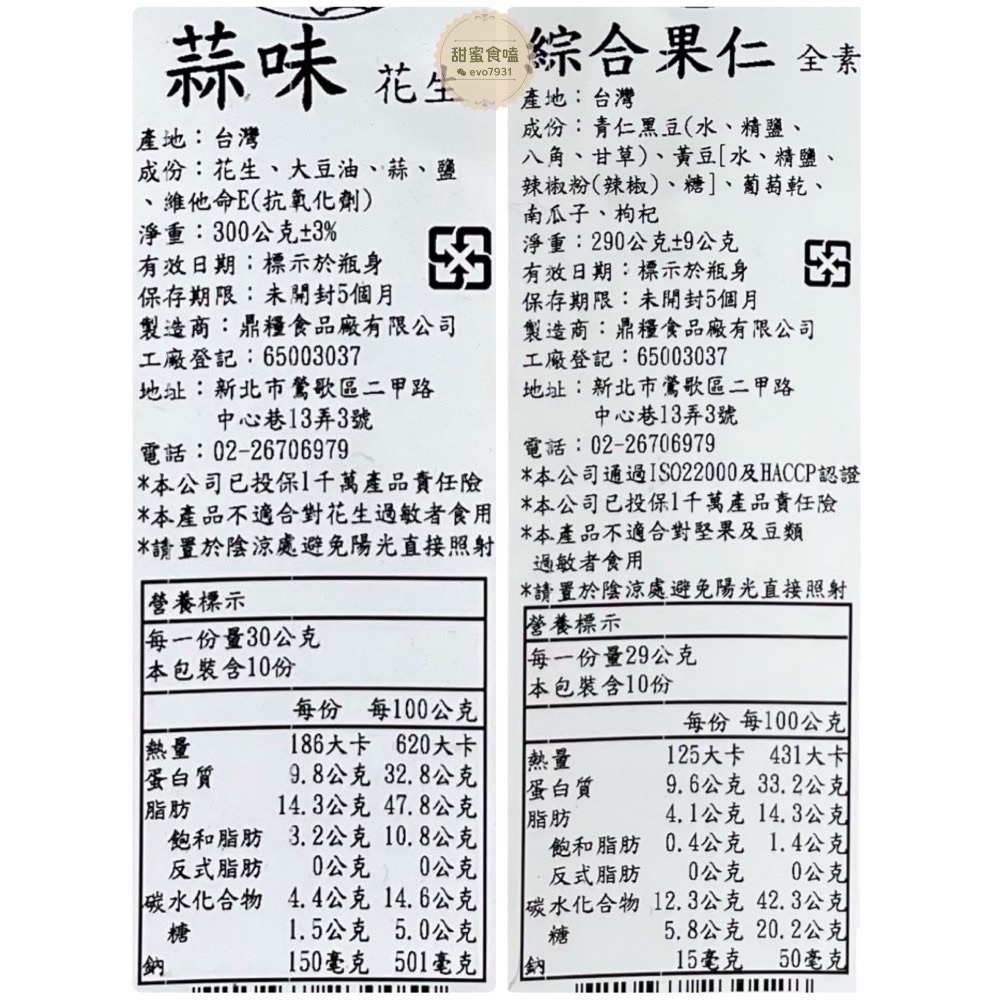 蒜味 花生
產地：台灣
成份：花生、大豆油、蒜、鹽
、維他命E(抗氧化劑)
淨重：300公克±3%
有效日期：標示於瓶身
保存期限：未開封5個月
製造商：鼎糧食品廠有限公司
工廠登記：65003037
地址：新北市鶯歌區二甲路
中心巷13弄3號
電話：02-26706979
*本公司已投保1千萬產品責任險
*本產品不適合對花生過敏者食用
*請置於陰涼處避免陽光直接照射
營養標示
每一份量30公克
本包裝含10份
每份 每100公克
熱量 186大卡 620大卡
蛋白質 9.8公克 32.8公克
脂肪 14.3公克 47.8公克
飽和脂肪 3.2公克 10.8公克
反式脂肪 0公克 0公克
碳水化合物 4.4公克 14.6公克
糖 1.5公克 5.0公克
鈉 150毫克 501毫克
甜蜜食嗑
evo7931
綜合果仁 全素
產地：台灣
成份：青仁黑豆(水、精鹽、
八角、甘草)、黃豆[水、精鹽、
辣椒粉(辣椒)、糖]、葡萄乾、
南瓜子、枸杞
淨重：290公克±9公克
有效日期：標示於瓶身
保存期限：未開封5個月
製造商：鼎糧食品廠有限公司
工廠登記：65003037
地址：新北市鶯歌區二甲路
中心巷13弄3號
電話：02-26706979
*本公司通過ISO22000及HACCP認證
*本公司已投保1千萬產品責任險
*本產品不適合對堅果及豆類
過敏者食用
*請置於陰涼處避免陽光直接照射
營養標示
每一份量29公克
本包裝含10份
每份 每100公克
熱量 125大卡 431大卡
蛋白質 9.6公克 33.2公克
脂肪 4.1公克 14.3公克
飽和脂肪 0.4公克 1.4公克
反式脂肪 0公克 0公克
碳水化合物 12.3公克 42.3公克
糖 5.8公克 20.2公克
鈉 15毫克 50毫克